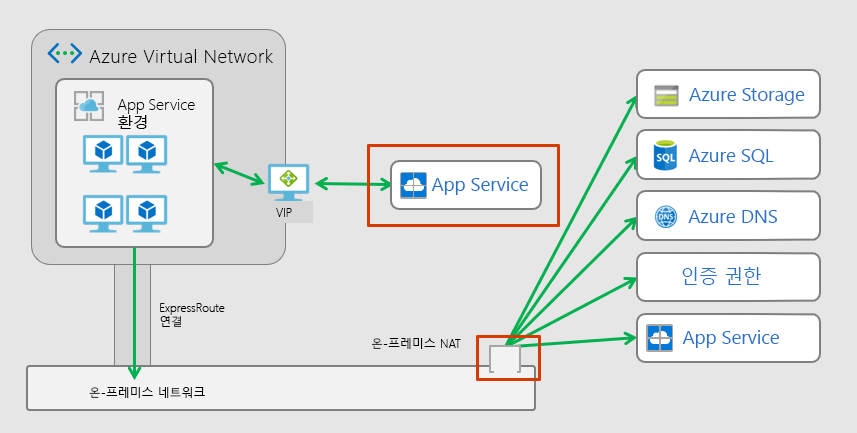 Azure Virtual Network
App Service
환경
VIP
App Service
Azure Storage
SQL
Azure SQL
DNS
Azure DNS
인증 권한
App Service
ExpressRoute
연결
온-프레미스 NAT
온-프레미스 네트워크